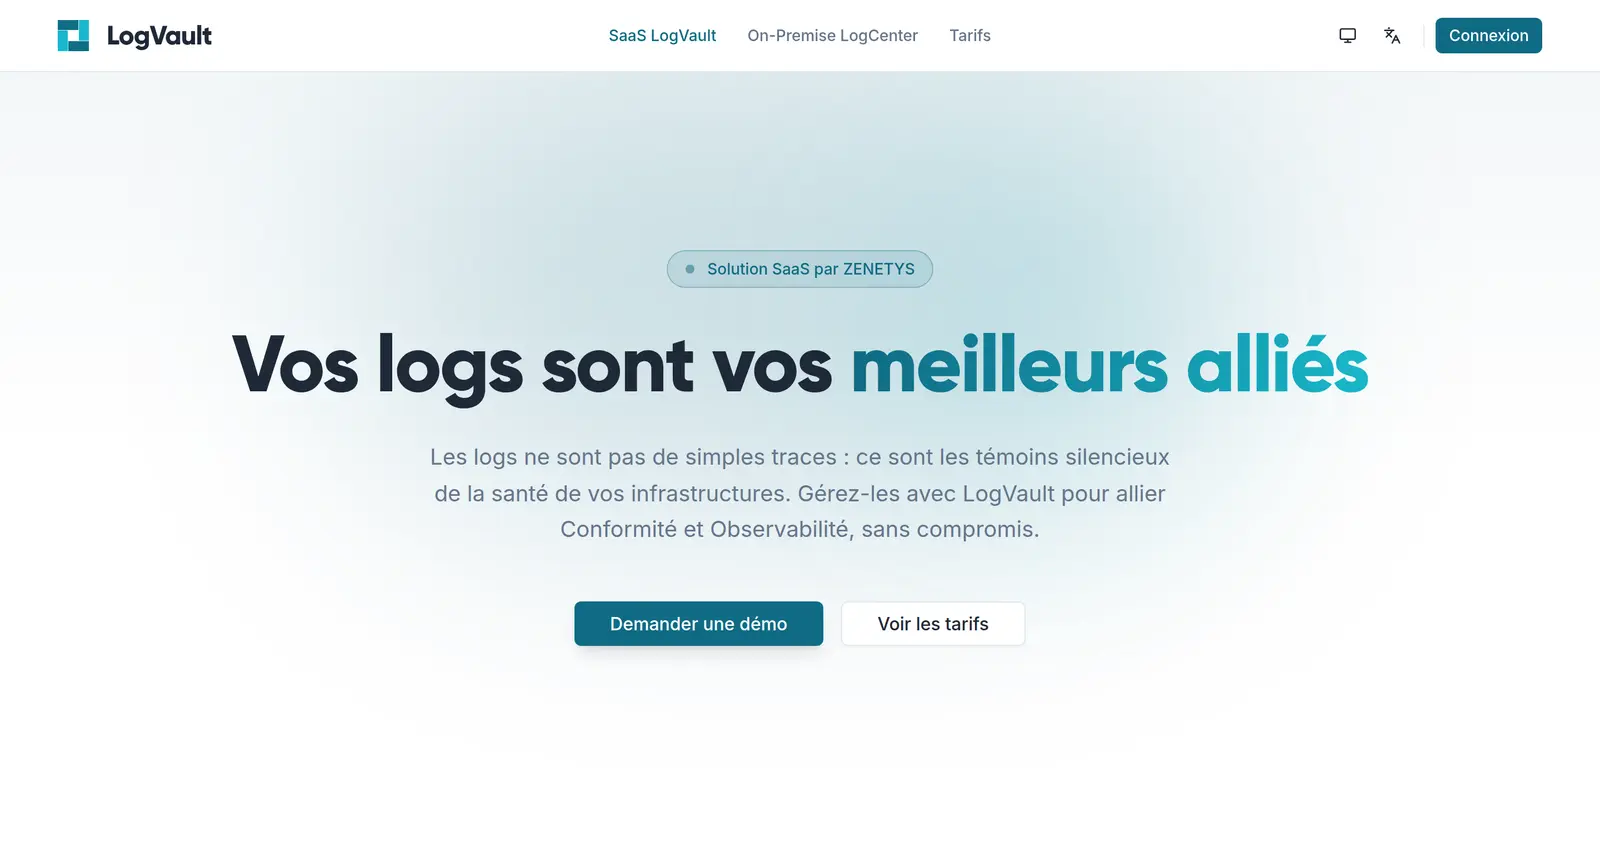 LogVault
SaaS LogVault
On-Premise LogCenter
Tarifs
Connexion
Solution SaaS par ZENETYS
Vos logs sont vos meilleurs alliés
Les logs ne sont pas de simples traces : ce sont les témoins silencieux
de la santé de vos infrastructures. Gérez-les avec LogVault pour allier
Conformité et Observabilité, sans compromis.
Demander une démo
Voir les tarifs